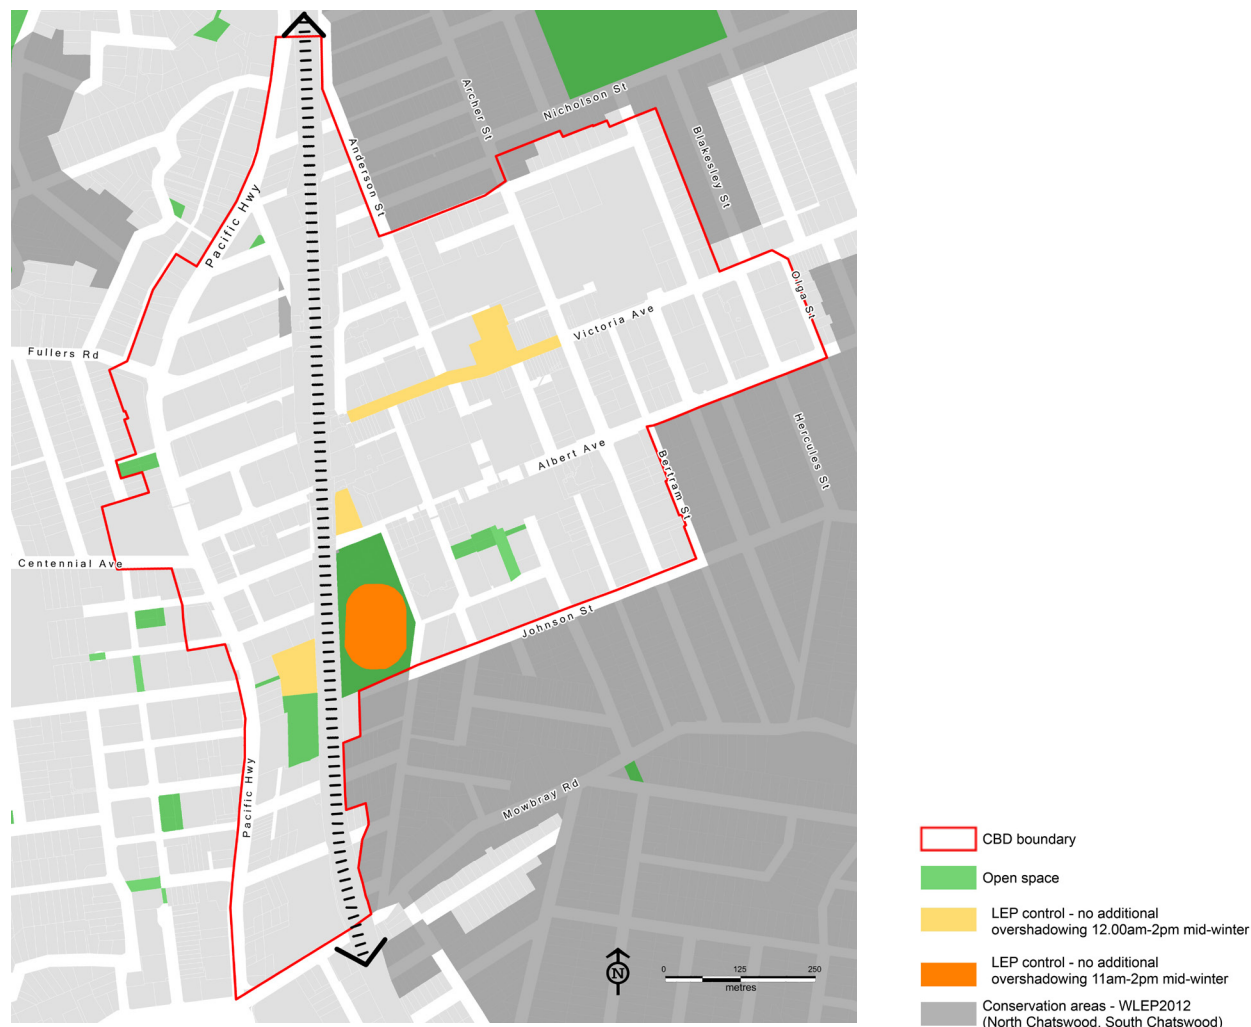 Archer St
Nicholson St
Anderson St
Blakesley St
Pacific Hwy
Olga St
Victoria Ave
Fullers Rd
Hercules St
Albert Ave
Bertram St
Centennial Ave
Johnson St
Pacific Hwy
Mowbray Rd
N
0 125 250
metres
CBD boundary
Open space
LEP control - no additional
overshadowing 12.00am-2pm mid-winter
LEP control - no additional
overshadowing 11am-2pm mid-winter
Conservation areas - WLEP2012
(North Chatswood, South Chatswood)